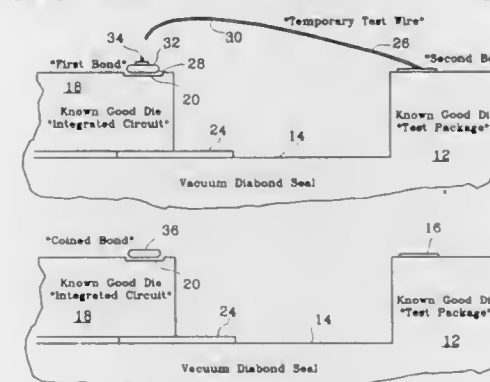 "Temporary Test Wire"
34 32 30 26
"First Bond" 28 "Second Bo
18 20
Known Good Die
"Integrated Circuit"
24 14
Known Good Di
"Test Package"
12
Vacuum Diabond Seal
"Coined Bond" 36 16
20
Known Good Die
"Integrated Circuit"
18 24 14
Known Good Di
"Test Package"
12
Vacuum Diabond Seal